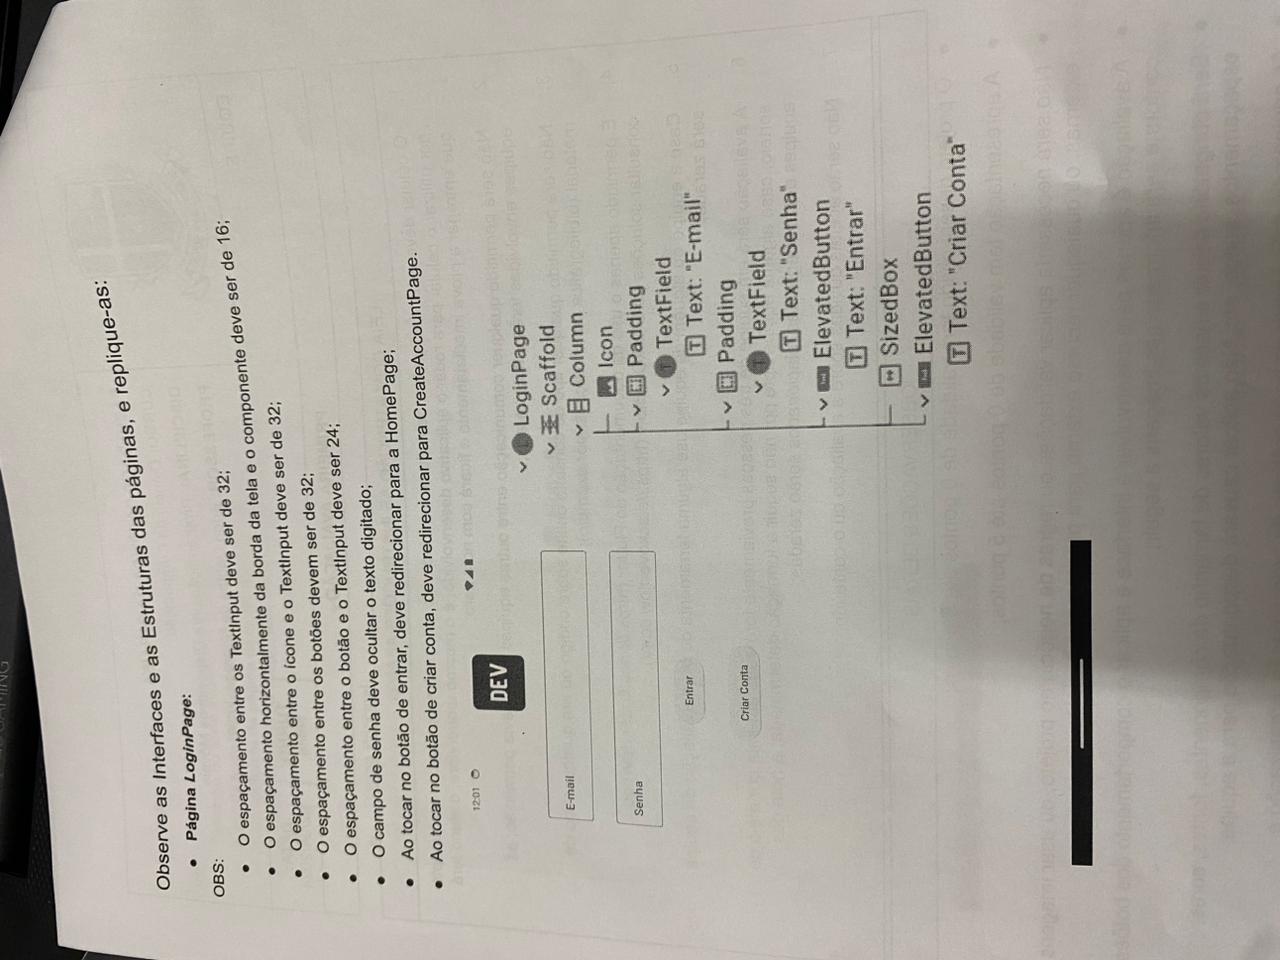 Observe as Interfaces e as Estruturas das páginas, e replique-as:
• Página LoginPage:
OBS:
• O espaçamento entre os TextInput deve ser de 32;
• O espaçamento horizontalmente da borda da tela e o componente deve ser de 16;
• O espaçamento entre o ícone e o TextInput deve ser de 32;
• O espaçamento entre os botões devem ser de 32;
• O espaçamento entre o botão e o TextInput deve ser 24;
• O campo de senha deve ocultar o texto digitado;
• Ao tocar no botão de entrar, deve redirecionar para a HomePage;
• Ao tocar no botão de criar conta, deve redirecionar para CreateAccountPage.
12:01
DEV
E-mail
Senha
Entrar
Criar Conta
LoginPage
Scaffold
Column
Icon
Padding
TextField
Text: "E-mail"
Padding
TextField
Text: "Senha"
ElevatedButton
Text: "Entrar"
SizedBox
ElevatedButton
Text: "Criar Conta"